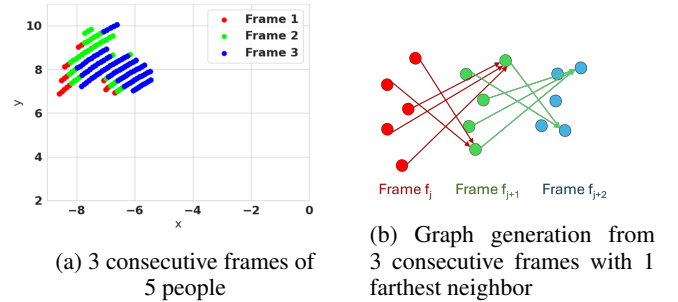 10
8
6
4
2
y
−8
−6
−4
−2
0
x
Frame 1
Frame 2
Frame 3
(a) 3 consecutive frames of
5 people
Frame fj
Frame fj+1
Frame fj+2
(b) Graph generation from
3 consecutive frames with 1
farthest neighbor